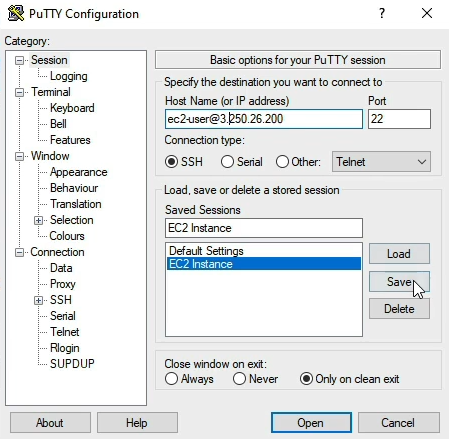 PuTTY Configuration
?
Category:
Session
Logging
Terminal
Keyboard
Bell
Features
Window
Appearance
Behaviour
Translation
Selection
Colours
Connection
Data
Proxy
SSH
Serial
Telnet
Rlogin
SUPDUP
Basic options for your PuTTY session
Specify the destination you want to connect to
Host Name (or IP address) Port
ec2-user@3.250.26.200 22
Connection type:
SSH Serial Other: Telnet
Load, save or delete a stored session
Saved Sessions
EC2 Instance
Default Settings
EC2 Instance
Load
Save
Delete
Close window on exit:
Always Never Only on clean exit
About Help Open Cancel